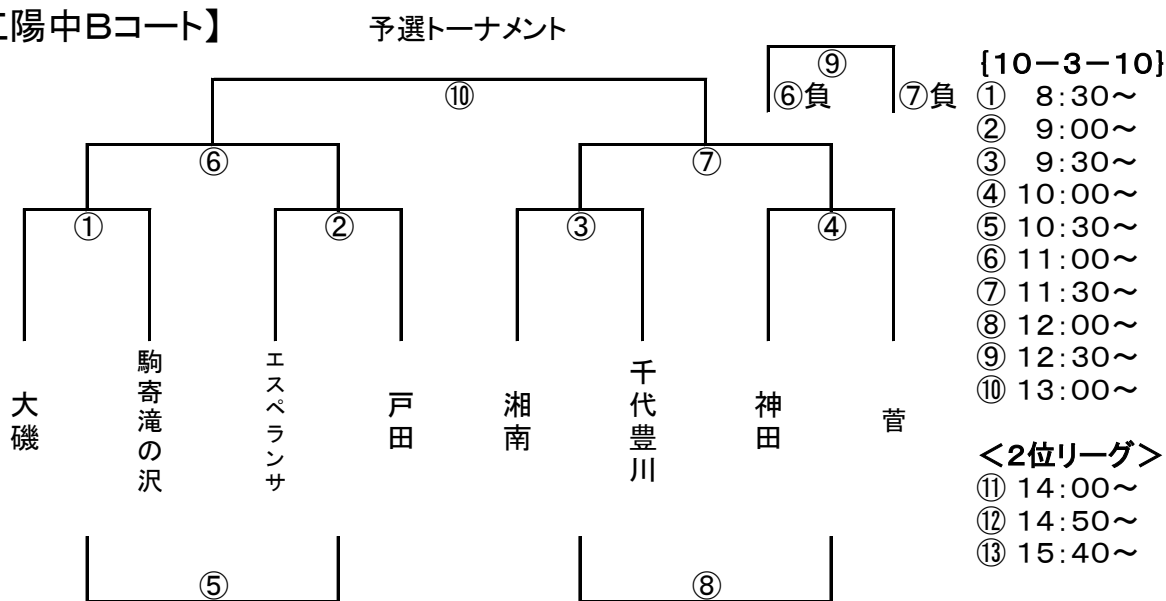 陽中Bコート】
予選トーナメント
⑨
⑥負
⑦負
⑩
⑥
⑦
①
②
③
④
大磯
駒寄滝の沢
エスペランサ
戸田
湘南
千代豊川
神田
菅
⑤
⑧
{10-3-10}
① 8:30~
② 9:00~
③ 9:30~
④ 10:00~
⑤ 10:30~
⑥ 11:00~
⑦ 11:30~
⑧ 12:00~
⑨ 12:30~
⑩ 13:00~
<2位リーグ>
⑪ 14:00~
⑫ 14:50~
⑬ 15:40~